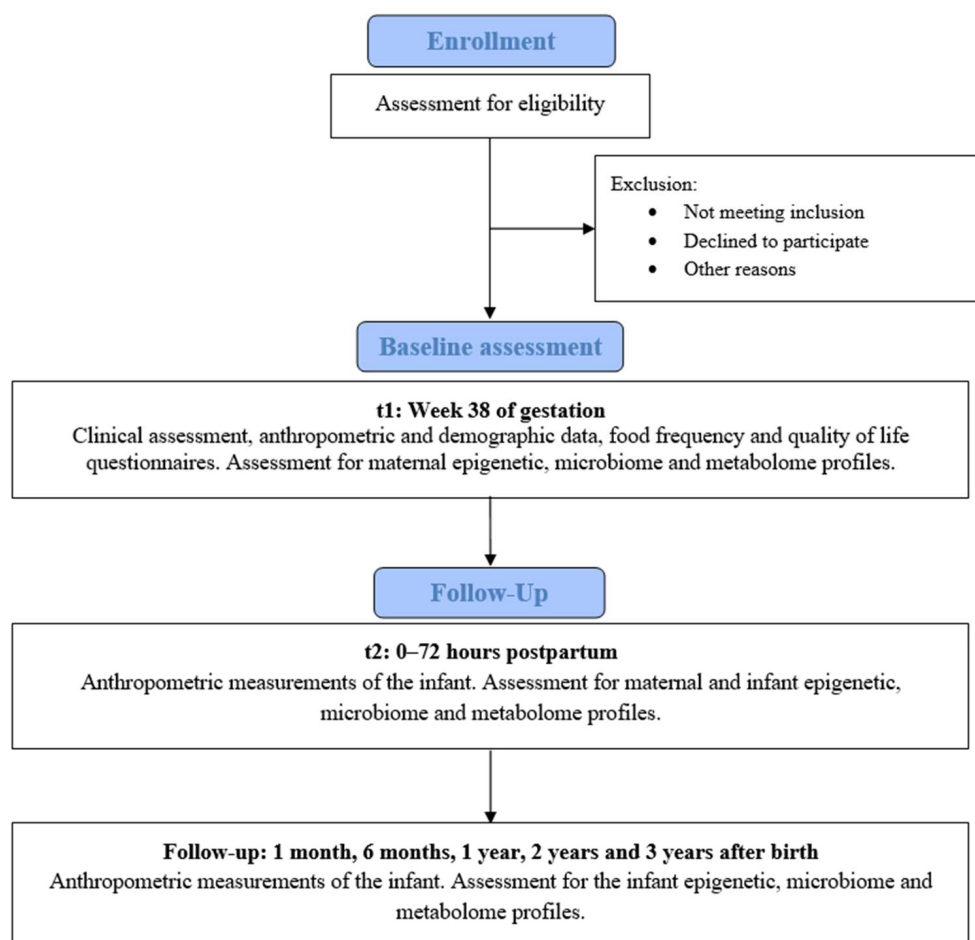 Enrollment
Assessment for eligibility
Exclusion:
• Not meeting inclusion
• Declined to participate
• Other reasons
Baseline assessment
t1: Week 38 of gestation
Clinical assessment, anthropometric and demographic data, food frequency and quality of life
questionnaires. Assessment for maternal epigenetic, microbiome and metabolome profiles.
Follow-Up
t2: 0–72 hours postpartum
Anthropometric measurements of the infant. Assessment for maternal and infant epigenetic,
microbiome and metabolome profiles.
Follow-up: 1 month, 6 months, 1 year, 2 years and 3 years after birth
Anthropometric measurements of the infant. Assessment for the infant epigenetic, microbiome and
metabolome profiles.